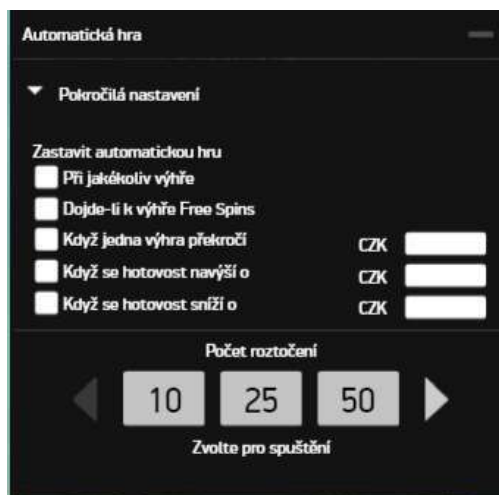 Automatická hra
Pokročilá nastavení
Zastavit automatickou hru
Při jakékoliv výhře
Dojde-li k výhře Free Spins
Když jedna výhra překročí CZK
Když se hotovost navýší o CZK
Když se hotovost sníží o CZK
Počet roztočení
10 25 50
Zvolte pro spuštění